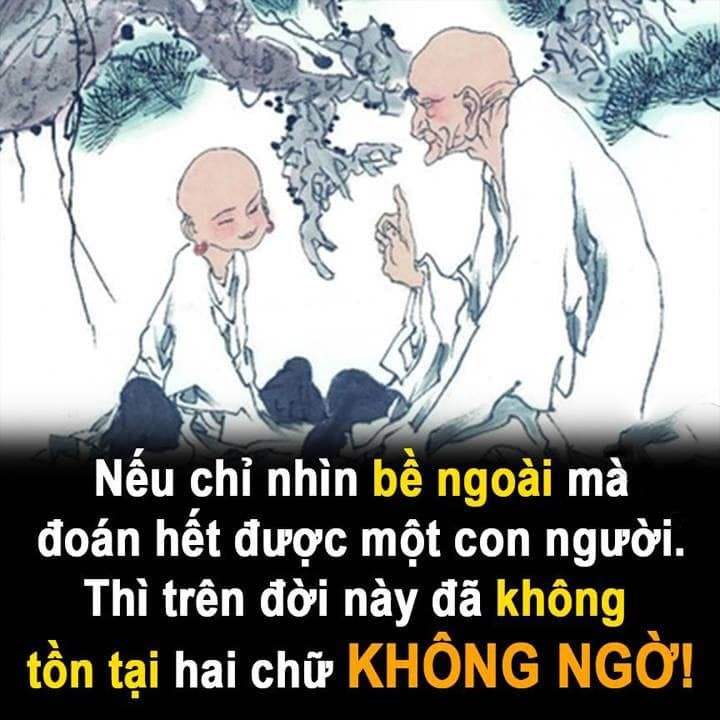 Nếu chỉ nhìn bề ngoài mà
đoán hết được một con người.
Thì trên đời này đã không
tồn tại hai chữ KHÔNG NGỜ!